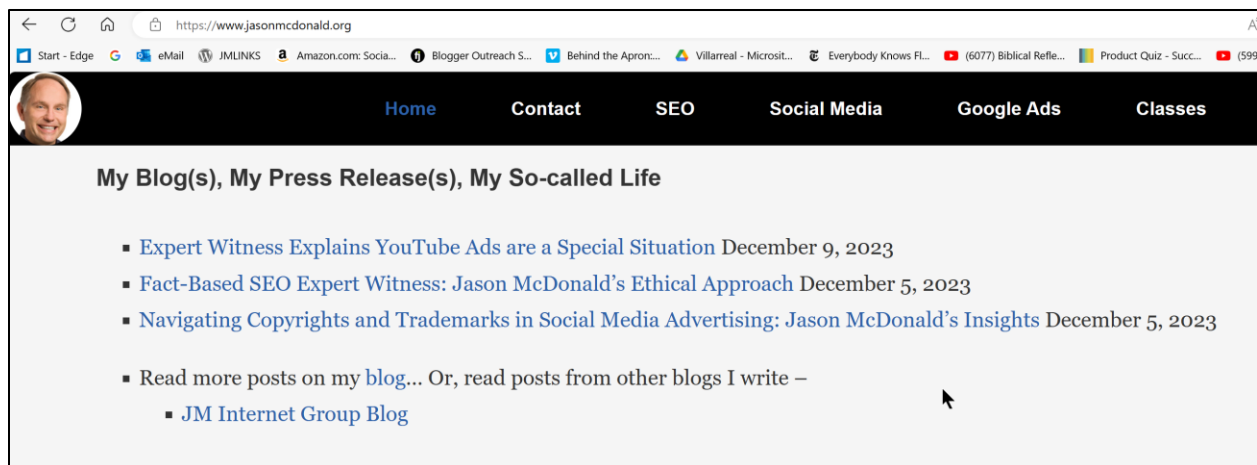 https://www.jasonmcdonald.org
Start - Edge eMail JMLINKS Amazon.com: Socia... Blogger Outreach S... Behind the Apron:... Villarreal - Microsit... Everybody Knows Fl... (6077) Biblical Refle... Product Quiz - Succ... (599
Home Contact SEO Social Media Google Ads Classes
My Blog(s), My Press Release(s), My So-called Life
Expert Witness Explains YouTube Ads are a Special Situation December 9, 2023
Fact-Based SEO Expert Witness: Jason McDonald’s Ethical Approach December 5, 2023
Navigating Copyrights and Trademarks in Social Media Advertising: Jason McDonald’s Insights December 5, 2023
Read more posts on my blog... Or, read posts from other blogs I write –
JM Internet Group Blog